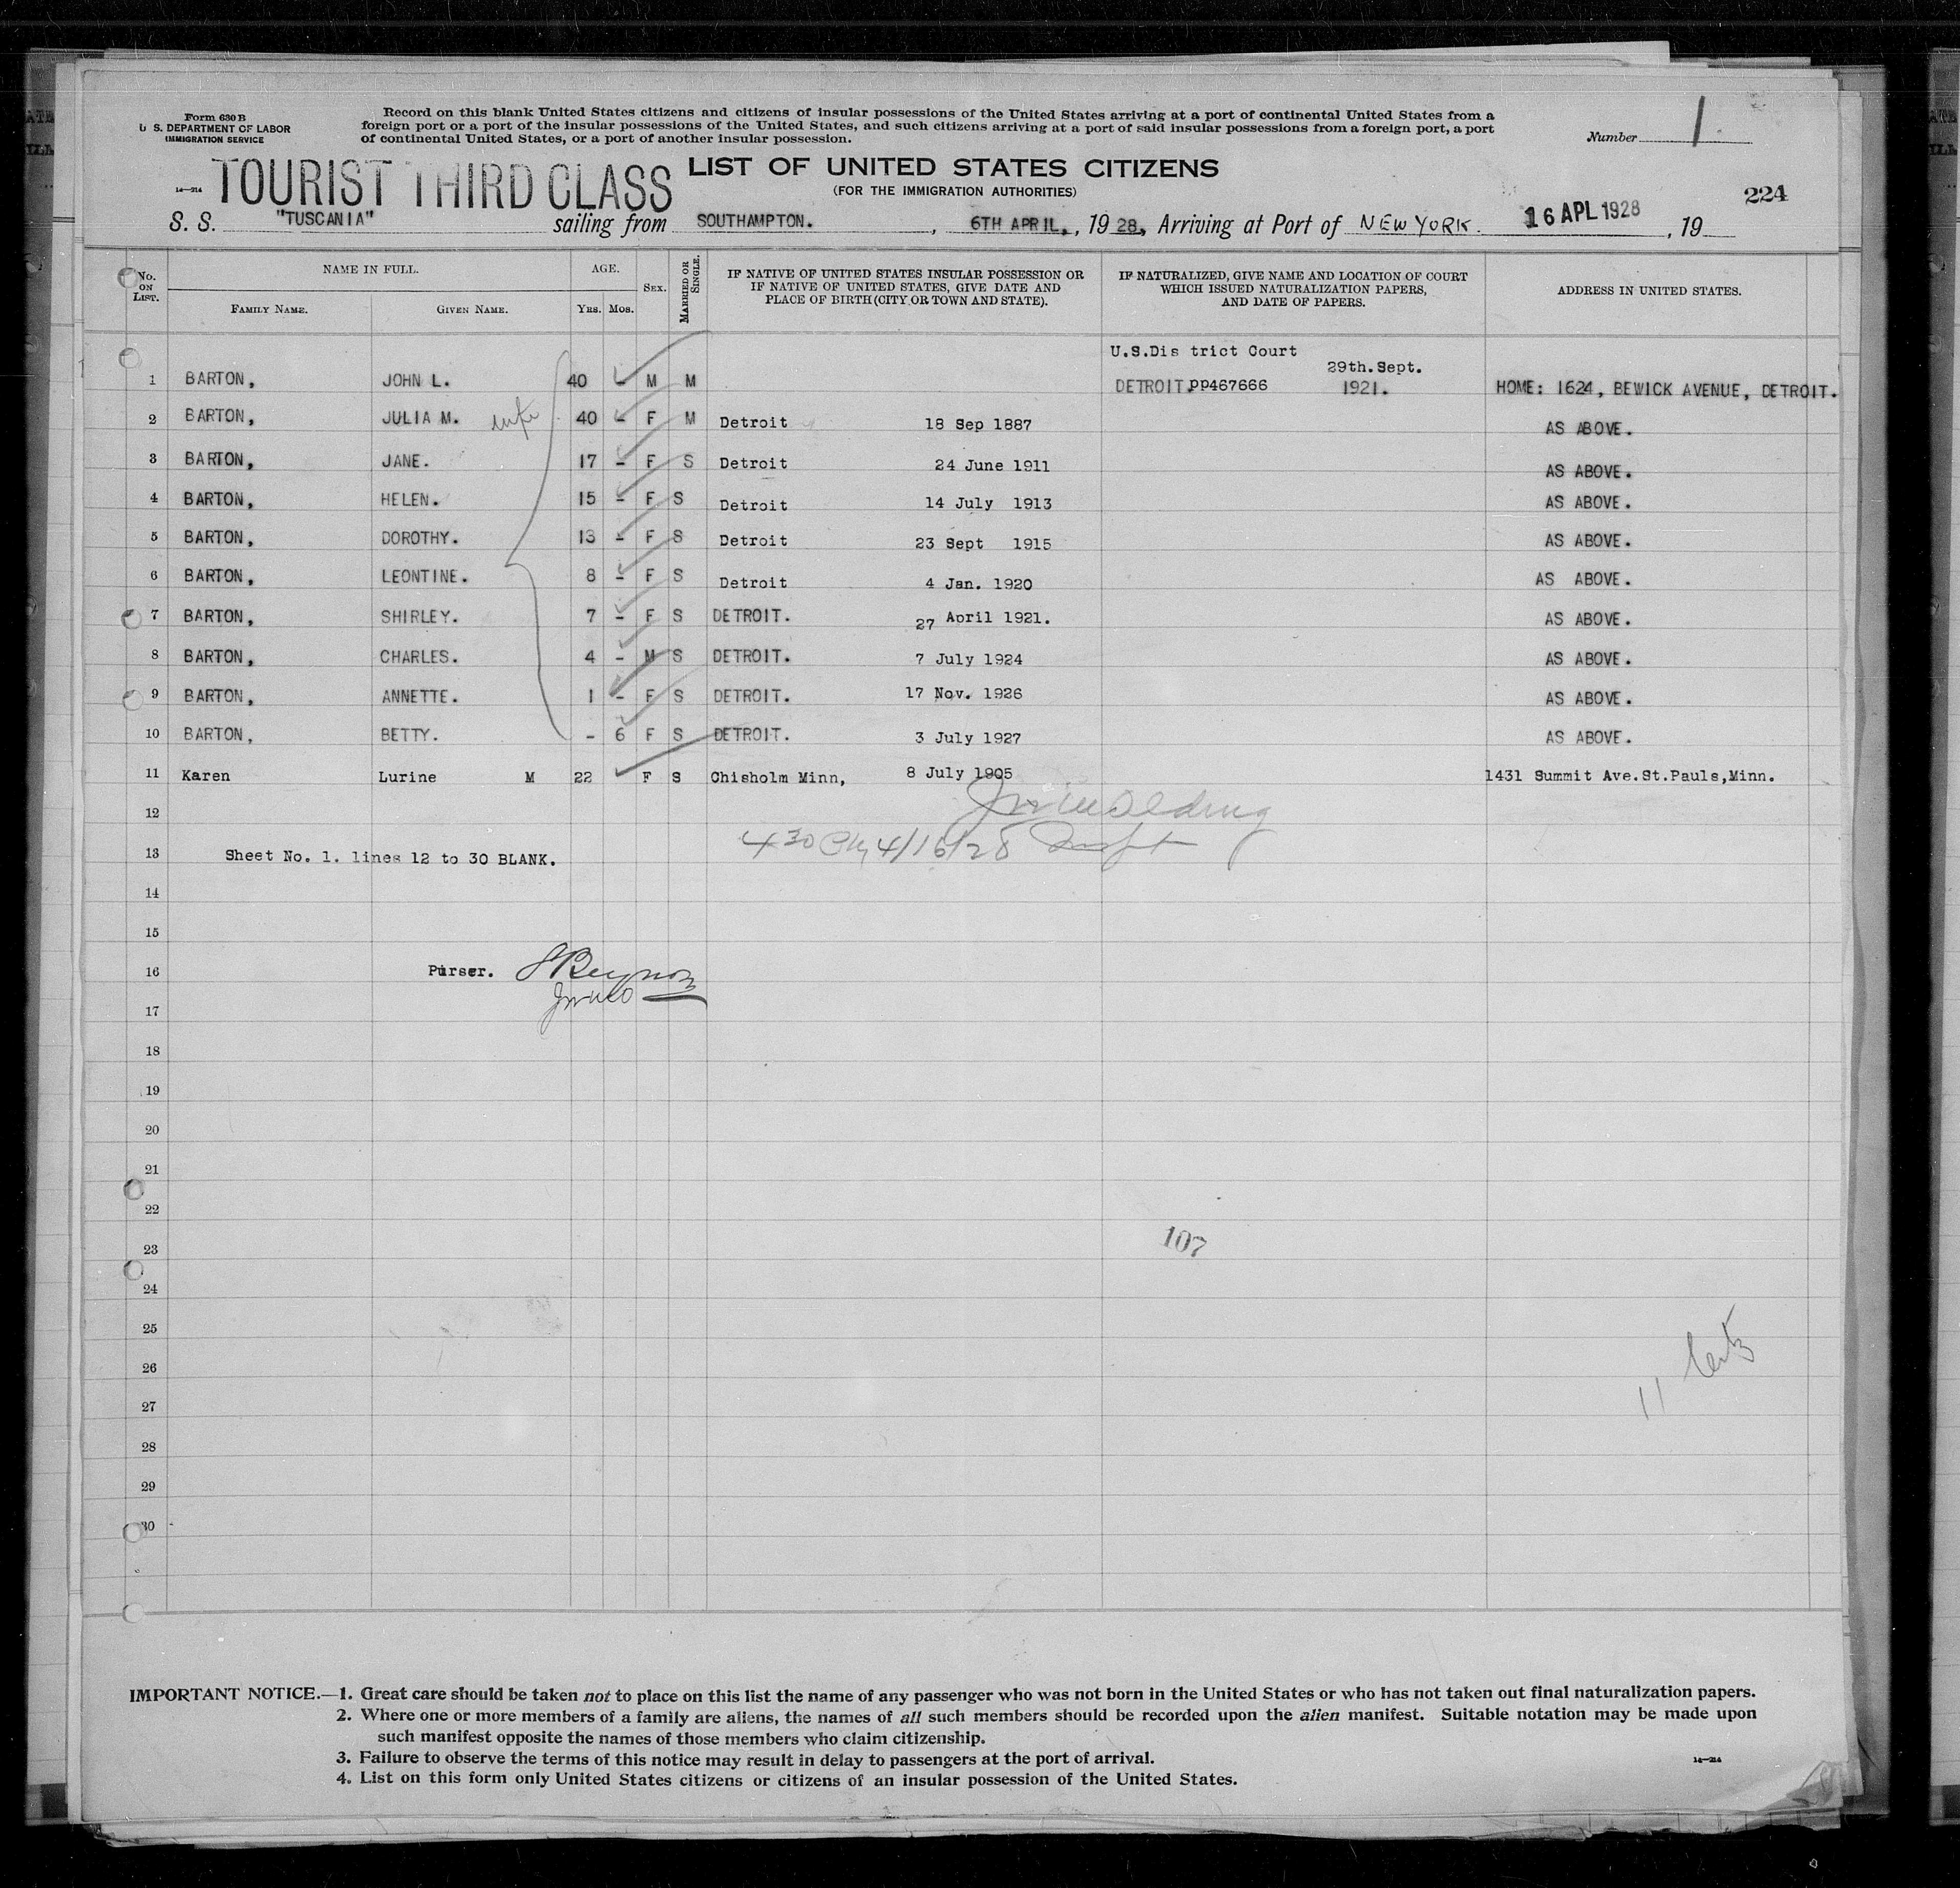 Form 630 B
U. S. DEPARTMENT OF LABOR
IMMIGRATION SERVICE
Record on this blank United States citizens and citizens of insular possessions of the United States arriving at a port of continental United States from a
foreign port or a port of the insular possessions of the United States, and such citizens arriving at a port of said insular possessions from a foreign port, a port
of continental United States, or a port of another insular possession.
Number 1.
14—214
TOURIST THIRD CLASS
LIST OF UNITED STATES CITIZENS
(FOR THE IMMIGRATION AUTHORITIES)
224
S. S. "TUSCANIA" sailing from SOUTHAMPTON. , 6TH APRIL, , 19 28, Arriving at Port of NEW YORK. 16 APL 1928 , 19
No. ON LIST. NAME IN FULL. AGE. SEX. MARRIED OR SINGLE. IF NATIVE OF UNITED STATES INSULAR POSSESSION OR IF NATIVE OF UNITED STATES, GIVE DATE AND PLACE OF BIRTH (CITY OR TOWN AND STATE). IF NATURALIZED, GIVE NAME AND LOCATION OF COURT WHICH ISSUED NATURALIZATION PAPERS, AND DATE OF PAPERS. ADDRESS IN UNITED STATES.
FAMILY NAME. GIVEN NAME. YRS. MOS.
U.S.Dis trict Court
29th.Sept.
1 BARTON, JOHN L. 40 - M M DETROIT.PP467666 1921. HOME: 1624, BEWICK AVENUE, DETROIT.
2 BARTON, JULIA M. wife 40 - F M Detroit 18 Sep 1887 AS ABOVE.
3 BARTON, JANE. 17 - F S Detroit 24 June 1911 AS ABOVE.
4 BARTON, HELEN. 15 - F S Detroit 14 July 1913 AS ABOVE.
5 BARTON, DOROTHY. 13 - F S Detroit 23 Sept 1915 AS ABOVE.
6 BARTON, LEONTINE. 8 - F S Detroit 4 Jan. 1920 AS ABOVE.
7 BARTON, SHIRLEY. 7 - F S DETROIT. 27 April 1921. AS ABOVE.
8 BARTON, CHARLES. 4 - M S DETROIT. 7 July 1924 AS ABOVE.
9 BARTON, ANNETTE. 1 - F S DETROIT. 17 Nov. 1926 AS ABOVE.
10 BARTON, BETTY. - 6 F S DETROIT. 3 July 1927 AS ABOVE.
11 Karen Lurine M 22 F S Chisholm Minn, 8 July 1905 1431 Summit Ave.St.Pauls,Minn.
12
4 30 PM 4/16/28
13 Sheet No. 1. lines 12 to 30 BLANK.
14
15
16 Purser.
17
18
19
20
21
22
23 107
24
25
26
27 11
28
29
30
IMPORTANT NOTICE.—1. Great care should be taken not to place on this list the name of any passenger who was not born in the United States or who has not taken out final naturalization papers.
2. Where one or more members of a family are aliens, the names of all such members should be recorded upon the alien manifest. Suitable notation may be made upon
such manifest opposite the names of those members who claim citizenship.
3. Failure to observe the terms of this notice may result in delay to passengers at the port of arrival.
14—214
4. List on this form only United States citizens or citizens of an insular possession of the United States.